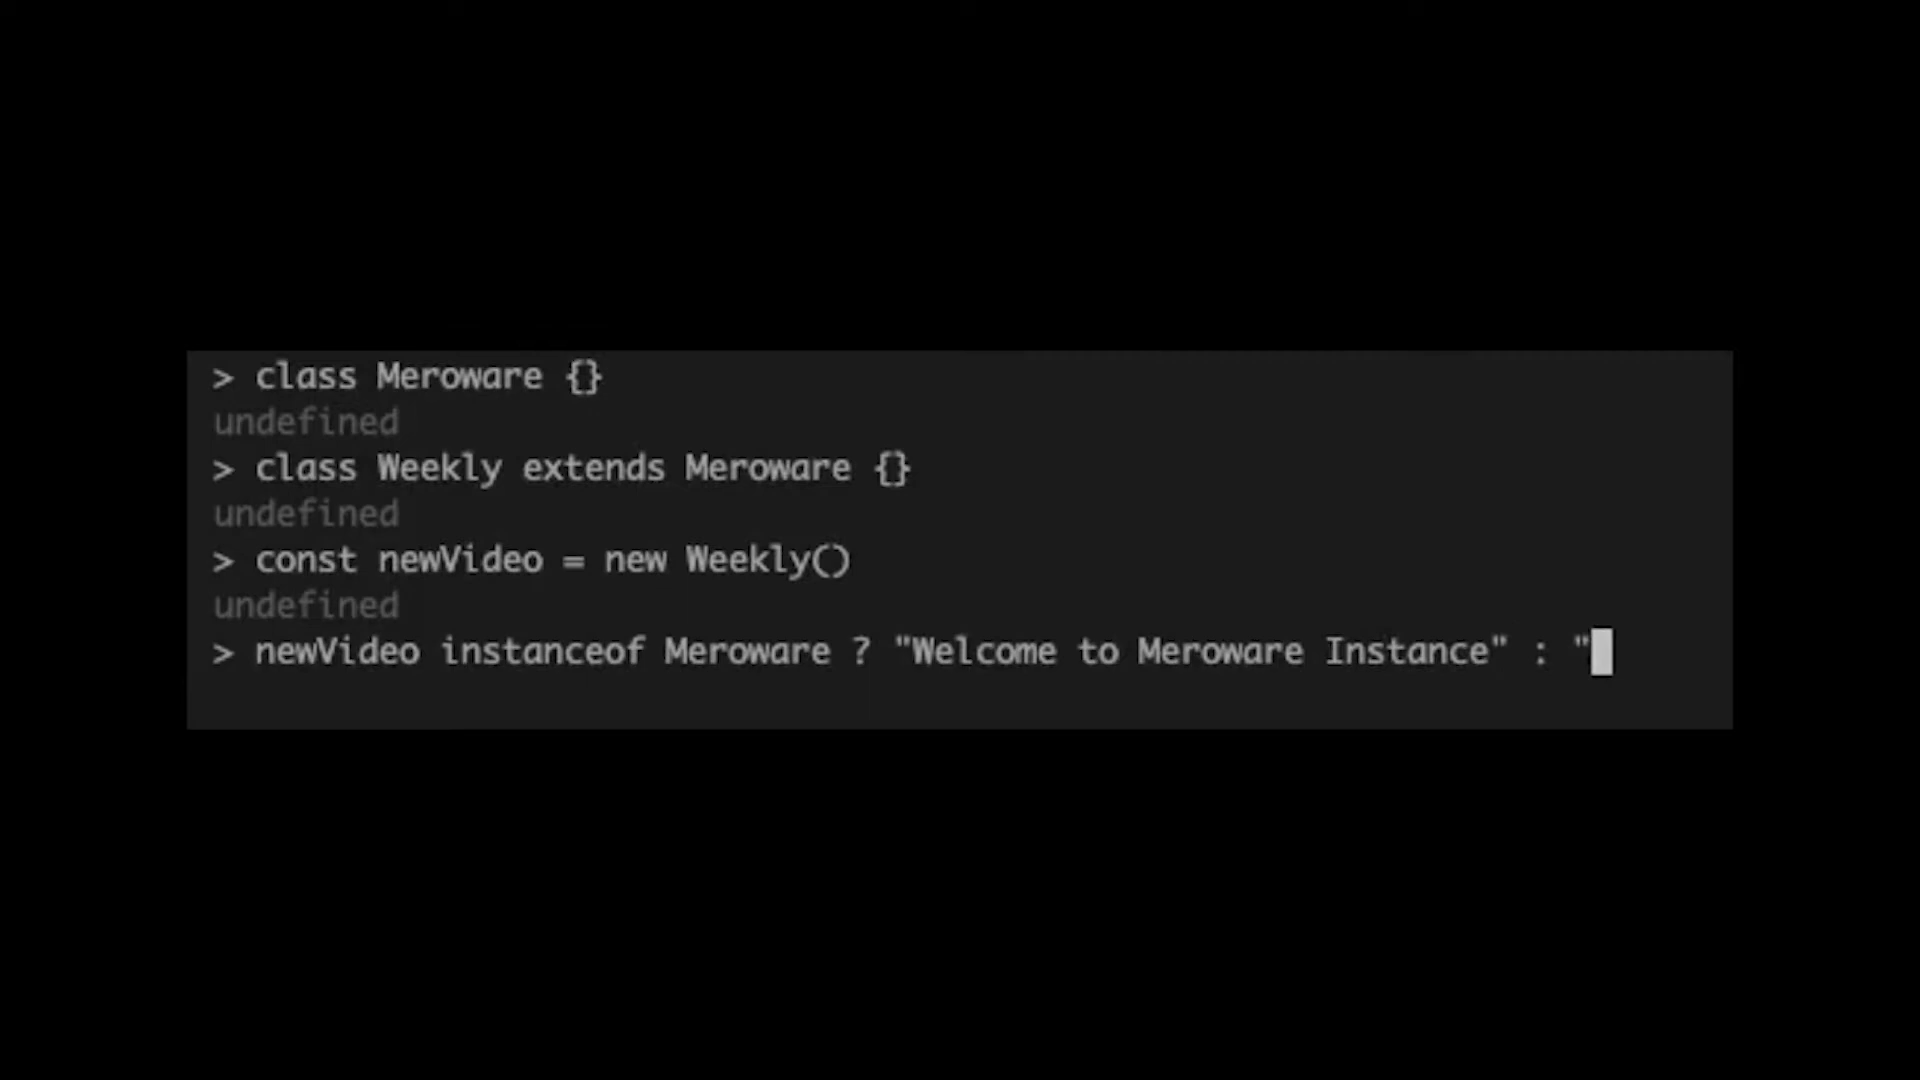 > class Meroware {}
undefined
> class Weekly extends Meroware {}
undefined
> const newVideo = new Weekly()
undefined
> newVideo instanceof Meroware ? "Welcome to Meroware Instance" : "